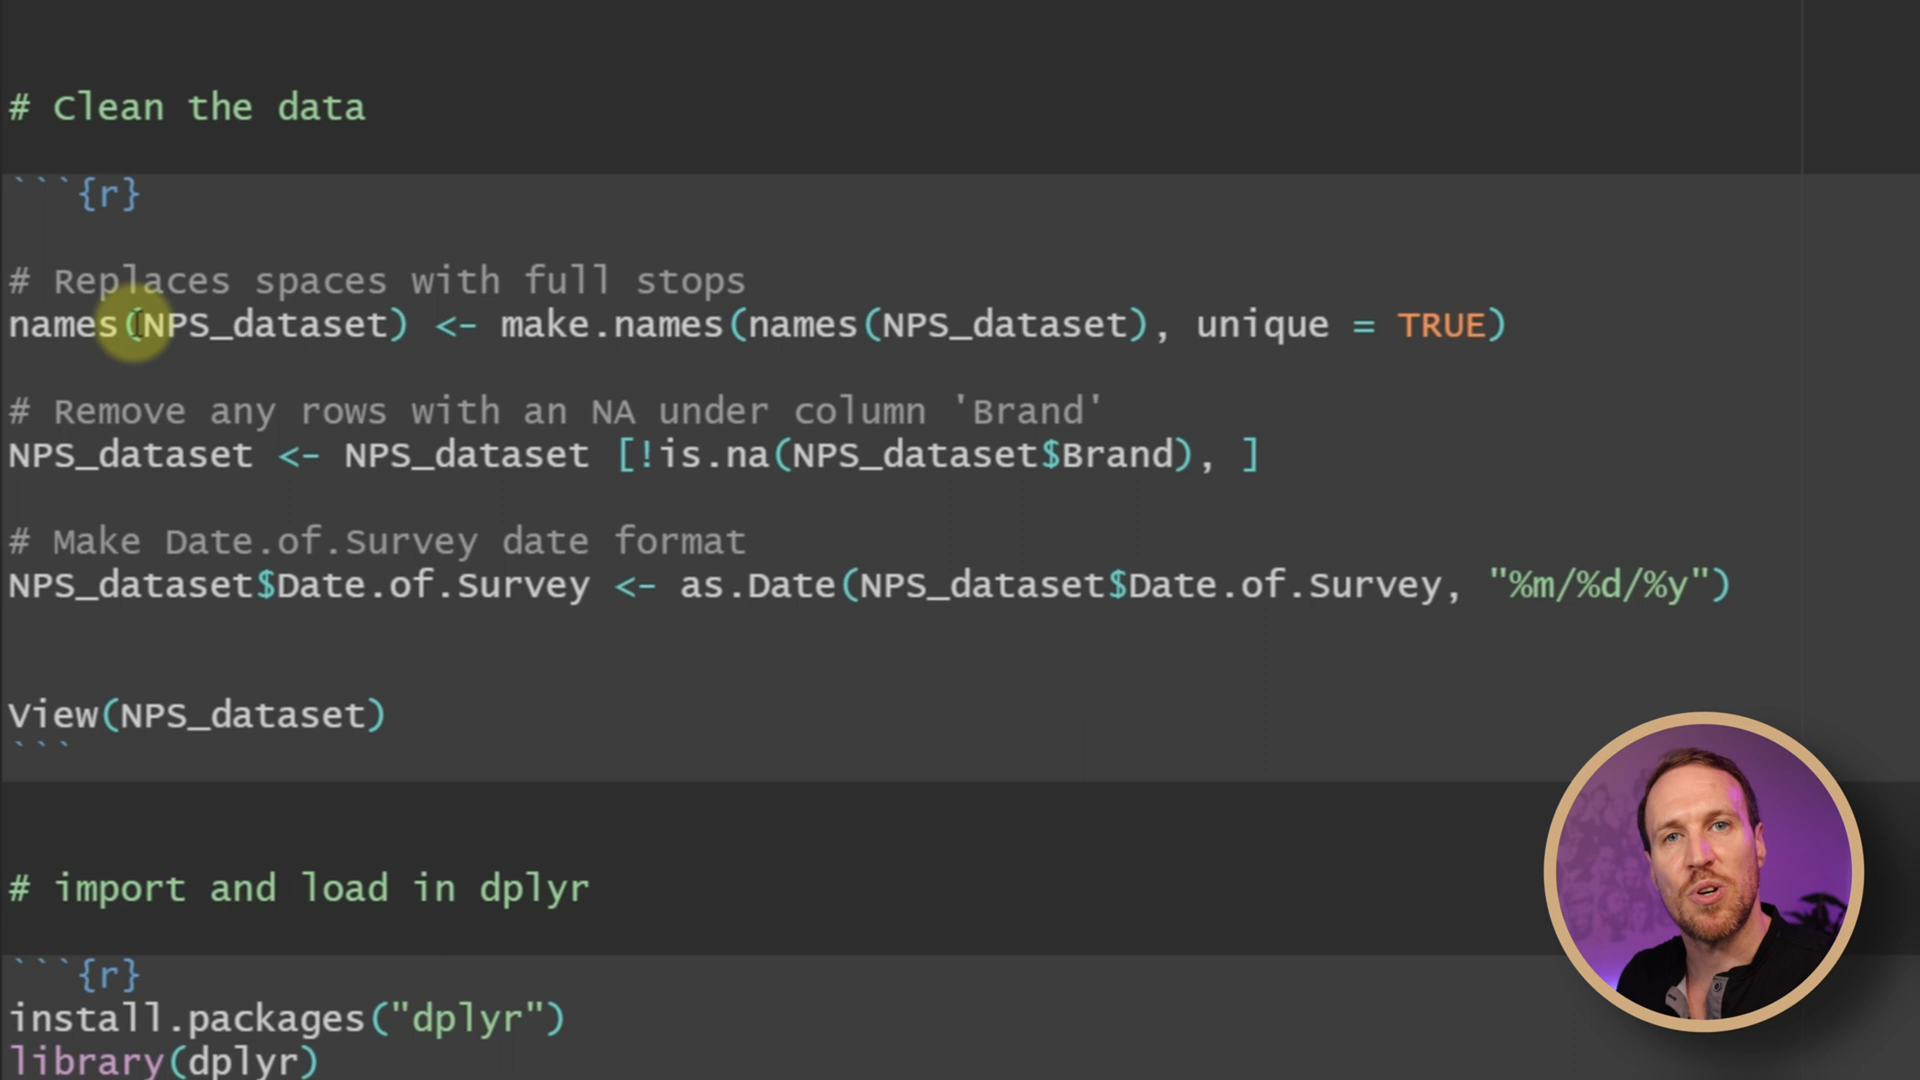 # Clean the data
```{r}
# Replaces spaces with full stops
names(NPS_dataset) <- make.names(names(NPS_dataset), unique = TRUE)
# Remove any rows with an NA under column 'Brand'
NPS_dataset <- NPS_dataset [!is.na(NPS_dataset$Brand), ]
# Make Date.of.Survey date format
NPS_dataset$Date.of.Survey <- as.Date(NPS_dataset$Date.of.Survey, "%m/%d/%y")
View(NPS_dataset)
```
# import and load in dplyr
```{r}
install.packages("dplyr")
library(dplyr)